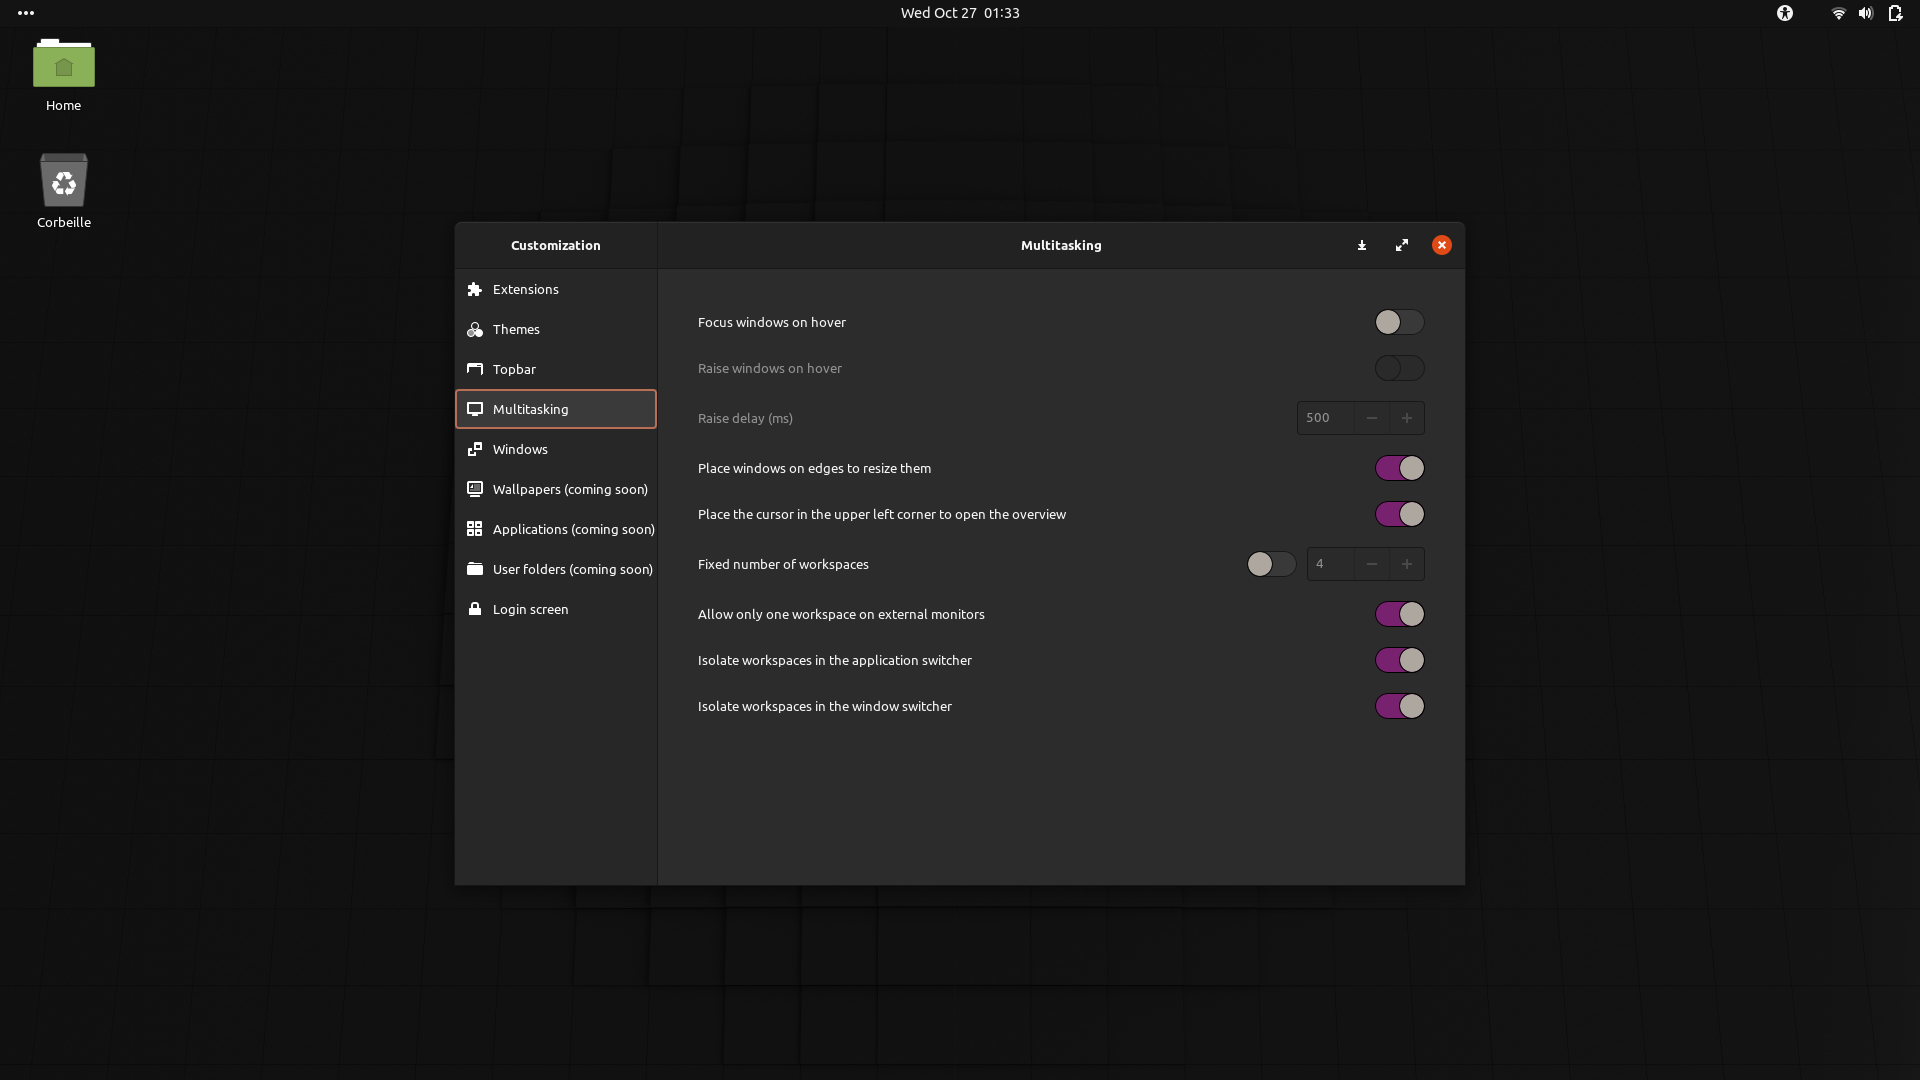 Wed Oct 27 01:33
Home
Corbeille
Customization
Multitasking
Extensions
Themes
Topbar
Multitasking
Windows
Wallpapers (coming soon)
Applications (coming soon)
User folders (coming soon)
Login screen
Focus windows on hover
Raise windows on hover
Raise delay (ms)
500
Place windows on edges to resize them
Place the cursor in the upper left corner to open the overview
Fixed number of workspaces
4
Allow only one workspace on external monitors
Isolate workspaces in the application switcher
Isolate workspaces in the window switcher